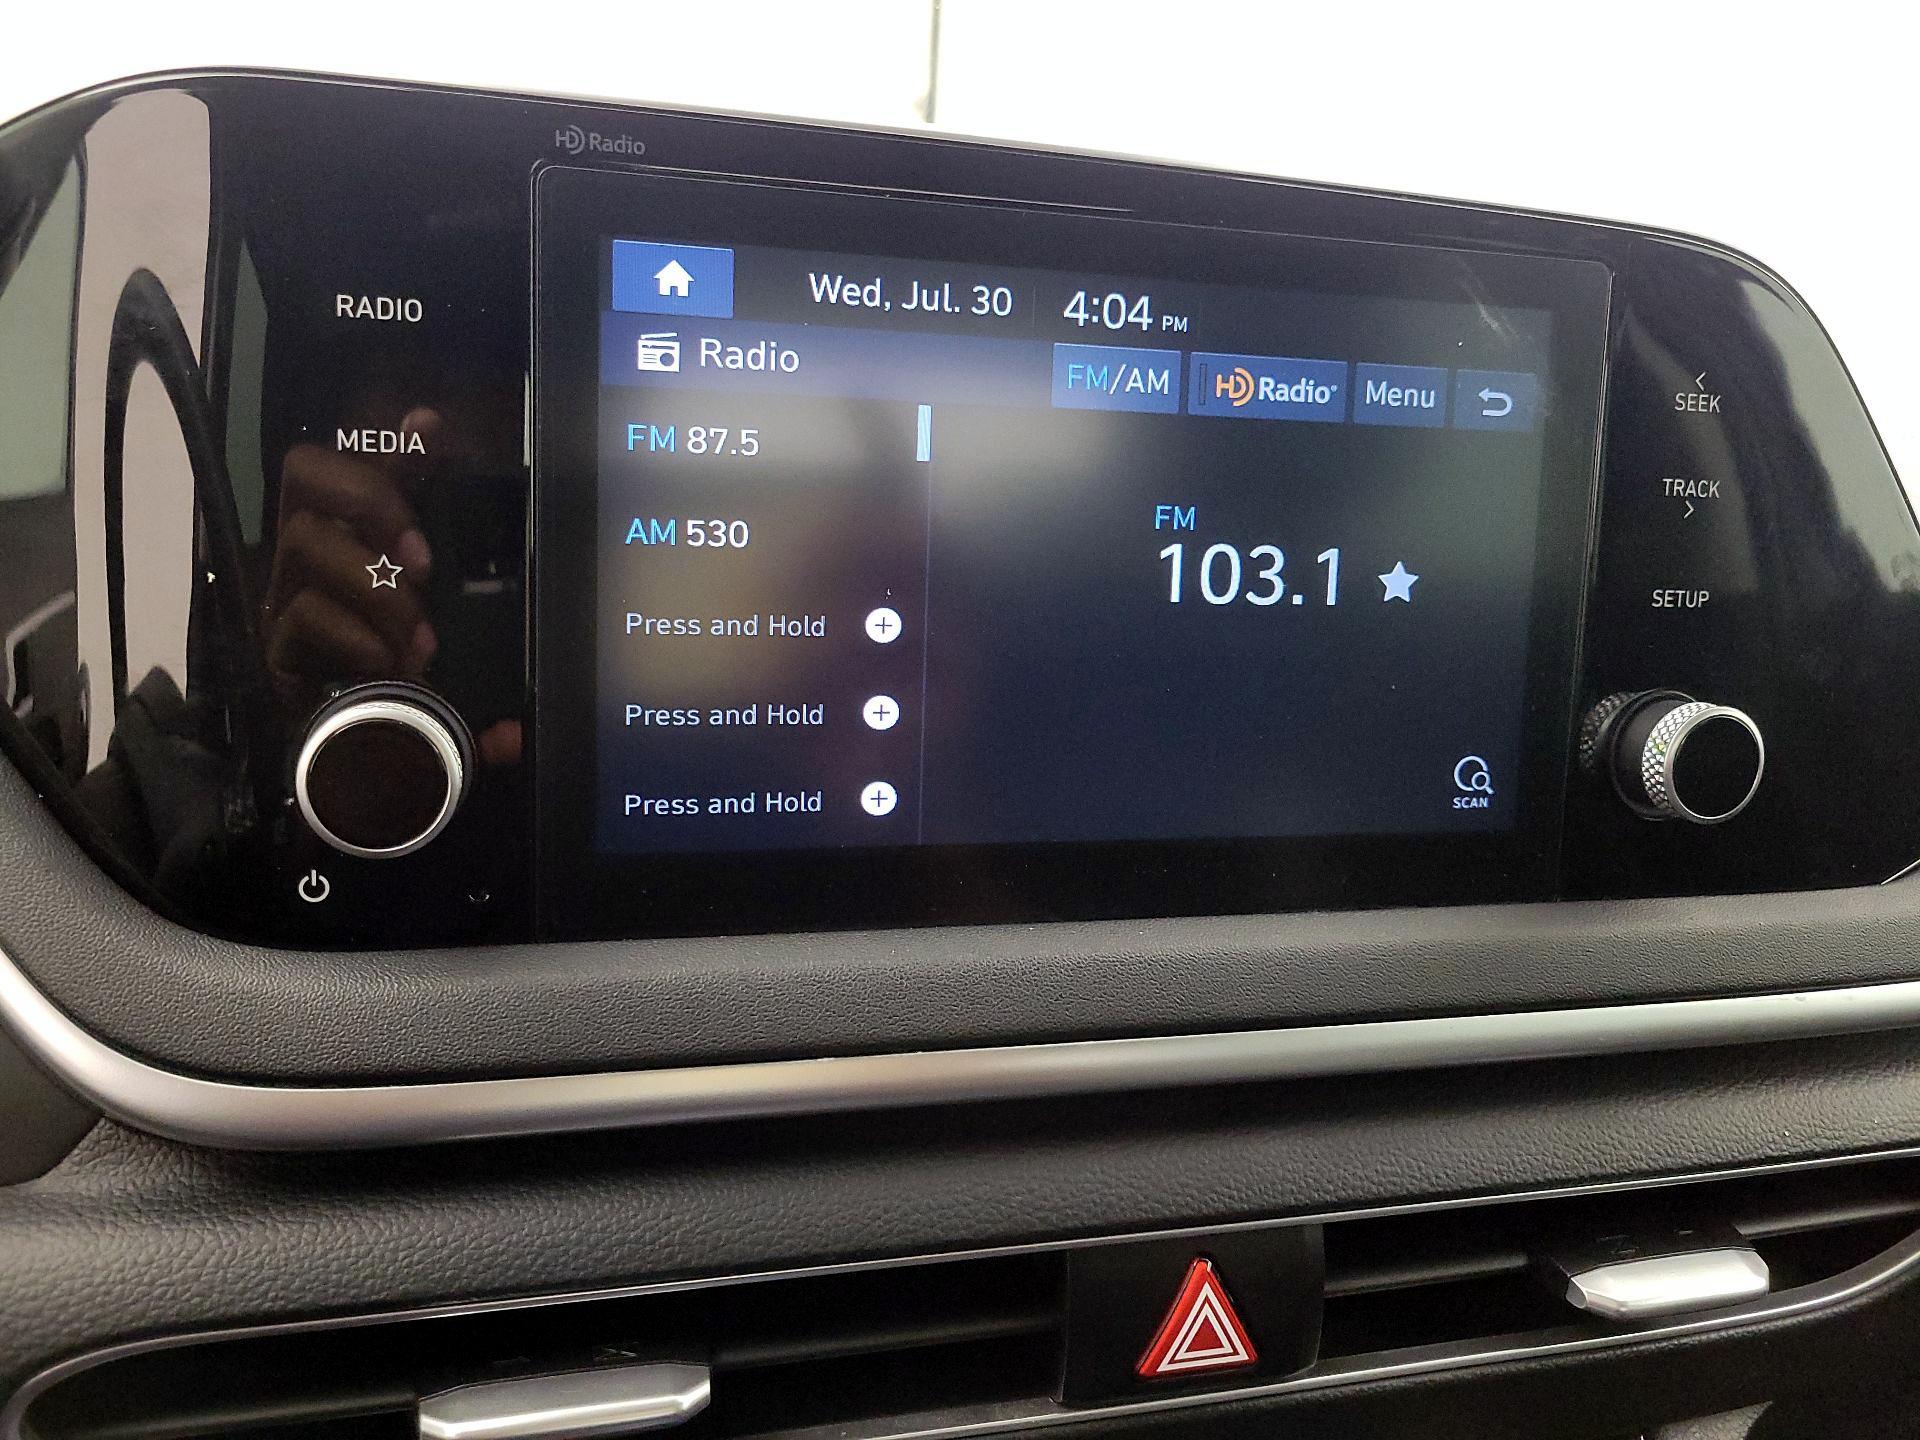 HD Radio
RADIO
MEDIA
Wed, Jul. 30
4:04 PM
Radio
FM/AM
HD Radio®
Menu
FM 87.5
AM 530
Press and Hold
Press and Hold
Press and Hold
FM
103.1
SCAN
SEEK
TRACK
SETUP